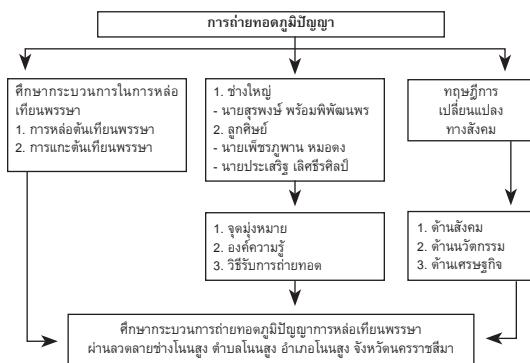 การถ่ายทอดภูมิปัญญา
ศึกษากระบวนการในการหล่อ
เทียนพรรษา
1. การหล่อต้นเทียนพรรษา
2. การแกะต้นเทียนพรรษา
1. ช่างใหญ่
- นายสุรพงษ์ พร้อมพิพัฒนพร
2. ลูกศิษย์
- นายเพ็ชรภูพาน หมอดง
- นายประเสริฐ เลิศธีรศิลป์
ทฤษฎีการ
เปลี่ยนแปลง
ทางสังคม
1. จุดมุ่งหมาย
2. องค์ความรู้
3. วิธีรับการถ่ายทอด
1. ด้านสังคม
2. ด้านนวัตกรรม
3. ด้านเศรษฐกิจ
ศึกษากระบวนการถ่ายทอดภูมิปัญญาการหล่อเทียนพรรษา
ผ่านลวดลายช่างโนนสูง ตำบลโนนสูง อำเภอโนนสูง จังหวัดนครราชสีมา